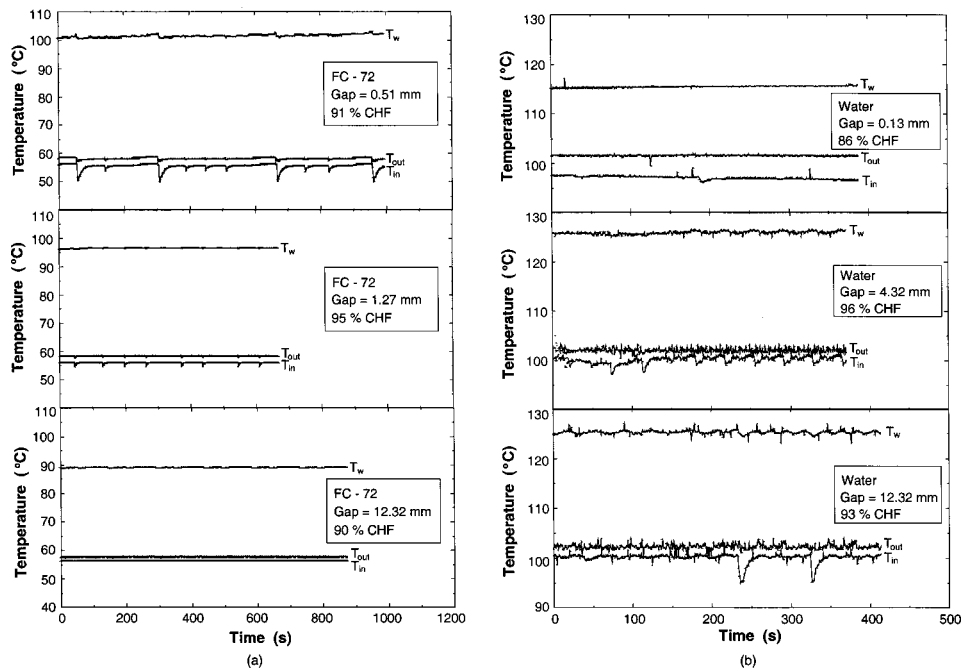 110
100
90
80
70
60
50
Temperature (°C)
Tw
FC - 72
Gap = 0.51 mm
91 % CHF
Tout
Tin
110
100
90
80
70
60
50
Temperature (°C)
Tw
FC - 72
Gap = 1.27 mm
95 % CHF
Tout
Tin
110
100
90
80
70
60
50
40
Temperature (°C)
Tw
FC - 72
Gap = 12.32 mm
90 % CHF
Tout
Tin
0 200 400 600 800 1000 1200
Time (s)
(a)
130
120
110
100
Temperature (°C)
Tw
Water
Gap = 0.13 mm
86 % CHF
Tout
Tin
130
120
110
100
Temperature (°C)
Tw
Water
Gap = 4.32 mm
96 % CHF
Tout
Tin
130
120
110
100
90
Temperature (°C)
Tw
Water
Gap = 12.32 mm
93 % CHF
Tout
Tin
0 100 200 300 400 500
Time (s)
(b)